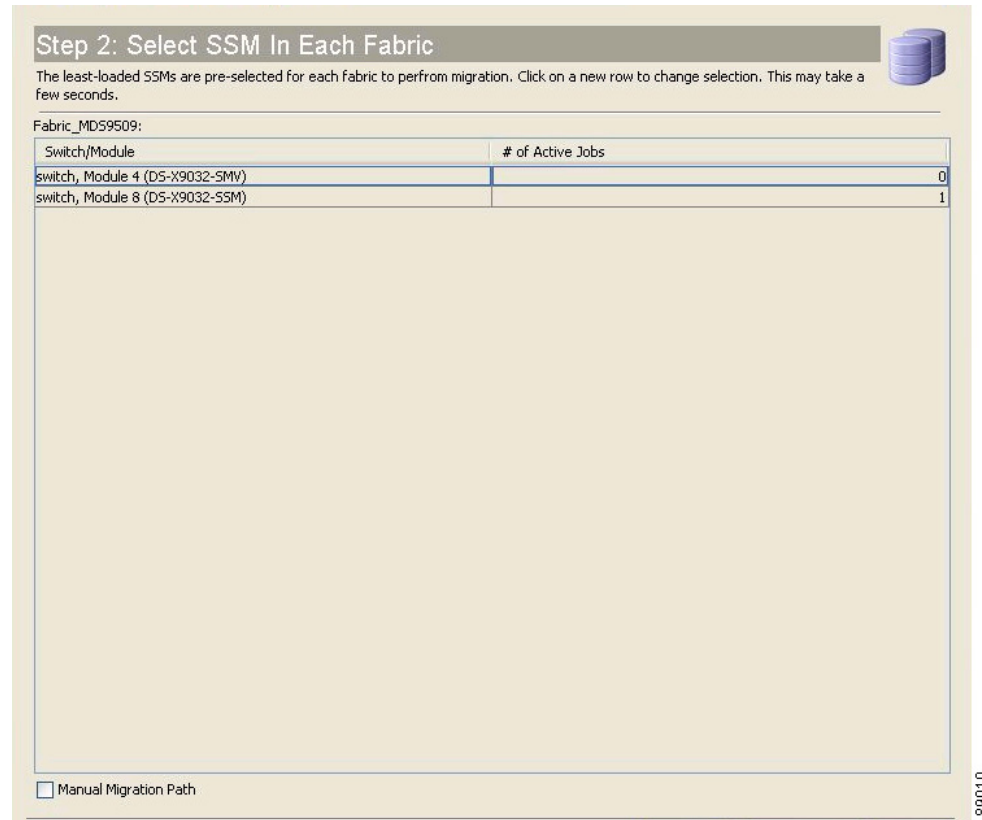 Step 2: Select SSM In Each Fabric
The least-loaded SSMs are pre-selected for each fabric to perfrom migration. Click on a new row to change selection. This may take a
few seconds.
Fabric_MDS9509:
Switch/Module # of Active Jobs
switch, Module 4 (DS-X9032-SMV) 0
switch, Module 8 (DS-X9032-SSM) 1
Manual Migration Path